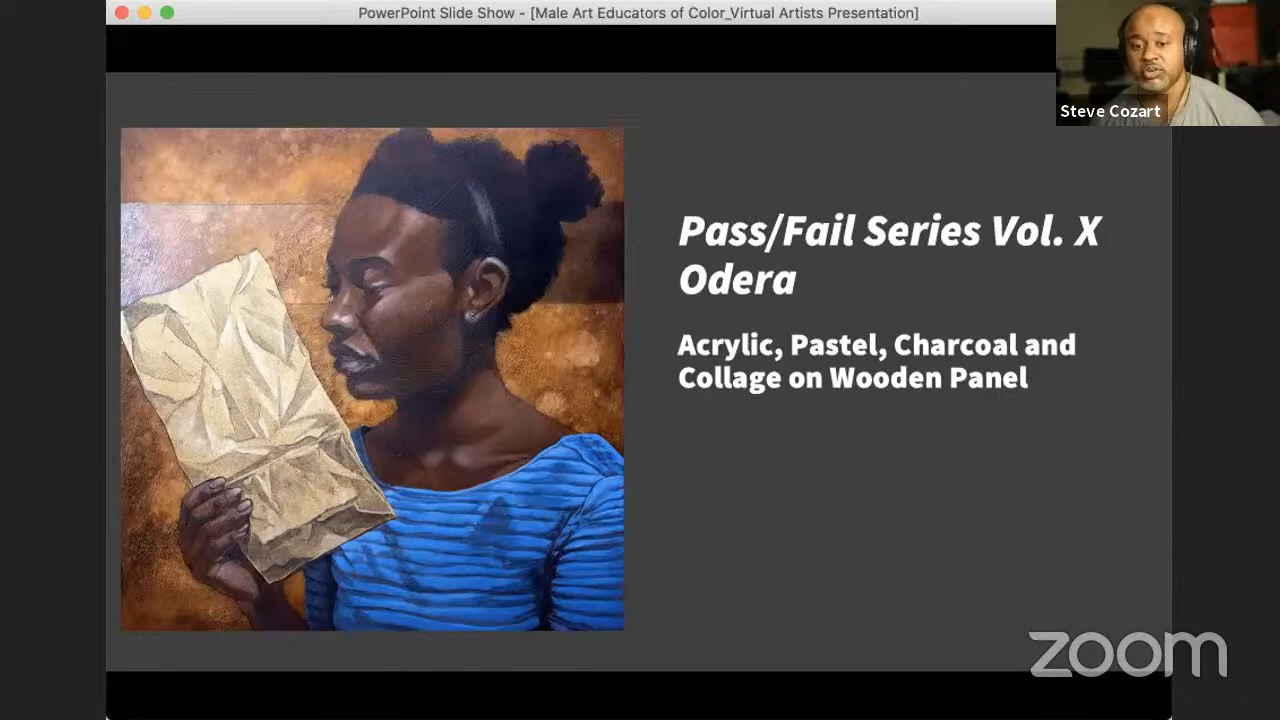 PowerPoint Slide Show - [Male Art Educators of Color_Virtual Artists Presentation]
Steve Cozart
Pass/Fail Series Vol. X
Odera
Acrylic, Pastel, Charcoal and
Collage on Wooden Panel
zoom